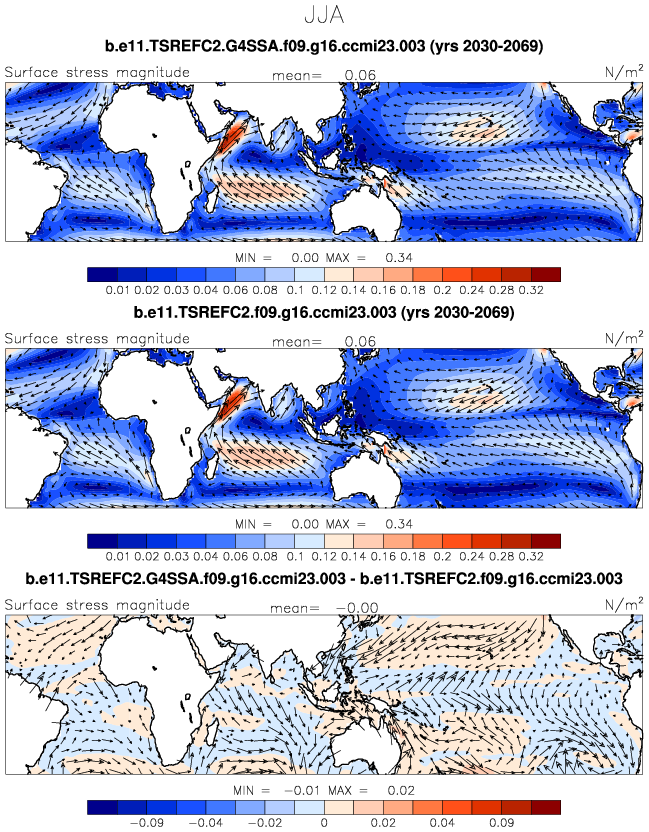 JJA
b.e11.TSREFC2.G4SSA.f09.g16.ccmi23.003 (yrs 2030-2069)
Surface stress magnitude mean= 0.06 N/m²
MIN = 0.00 MAX = 0.34
0.01 0.02 0.03 0.04 0.06 0.08 0.1 0.12 0.14 0.16 0.18 0.2 0.24 0.28 0.32
b.e11.TSREFC2.f09.g16.ccmi23.003 (yrs 2030-2069)
Surface stress magnitude mean= 0.06 N/m²
MIN = 0.00 MAX = 0.34
0.01 0.02 0.03 0.04 0.06 0.08 0.1 0.12 0.14 0.16 0.18 0.2 0.24 0.28 0.32
b.e11.TSREFC2.G4SSA.f09.g16.ccmi23.003 - b.e11.TSREFC2.f09.g16.ccmi23.003
Surface stress magnitude mean= −0.00 N/m²
MIN = −0.01 MAX = 0.02
−0.09 −0.04 −0.02 0 0.02 0.04 0.09